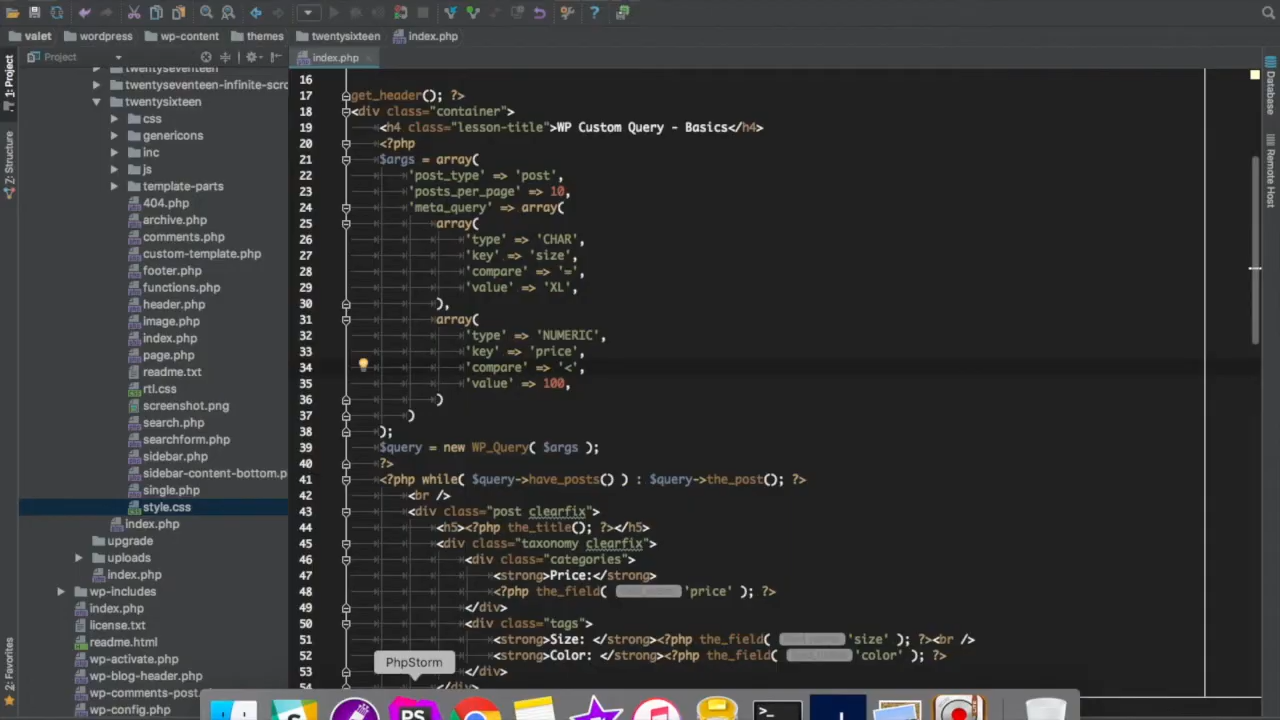 valet wordpress wp-content themes twentysixteen index.php
Project
index.php
1: Project
Z: Structure
2: Favorites
Database
Remote Host
twentyseventeen
twentyseventeen-infinite-scro
twentysixteen
css
genericons
inc
js
template-parts
404.php
archive.php
comments.php
custom-template.php
footer.php
functions.php
header.php
image.php
index.php
page.php
readme.txt
rtl.css
screenshot.png
search.php
searchform.php
sidebar.php
sidebar-content-bottom.p
single.php
style.css
index.php
upgrade
uploads
index.php
wp-includes
index.php
license.txt
readme.html
wp-activate.php
wp-blog-header.php
wp-comments-post.
wp-config.php
16
17 get_header(); ?>
18 <div class="container">
19 <h4 class="lesson-title">WP Custom Query - Basics</h4>
20 <?php
21 $args = array(
22 'post_type' => 'post',
23 'posts_per_page' => 10,
24 'meta_query' => array(
25 array(
26 'type' => 'CHAR',
27 'key' => 'size',
28 'compare' => '=',
29 'value' => 'XL',
30 ),
31 array(
32 'type' => 'NUMERIC',
33 'key' => 'price',
34 'compare' => '<',
35 'value' => 100,
36 )
37 )
38 );
39 $query = new WP_Query( $args );
40 ?>
41 <?php while( $query->have_posts() ) : $query->the_post(); ?>
42 <br />
43 <div class="post clearfix">
44 <h5><?php the_title(); ?></h5>
45 <div class="taxonomy clearfix">
46 <div class="categories">
47 <strong>Price:</strong>
48 <?php the_field( 'price' ); ?>
49 </div>
50 <div class="tags">
51 <strong>Size: </strong><?php the_field( 'size' ); ?><br />
52 <strong>Color: </strong><?php the_field( 'color' ); ?>
53 </div>
54 </div>
PhpStorm
PS